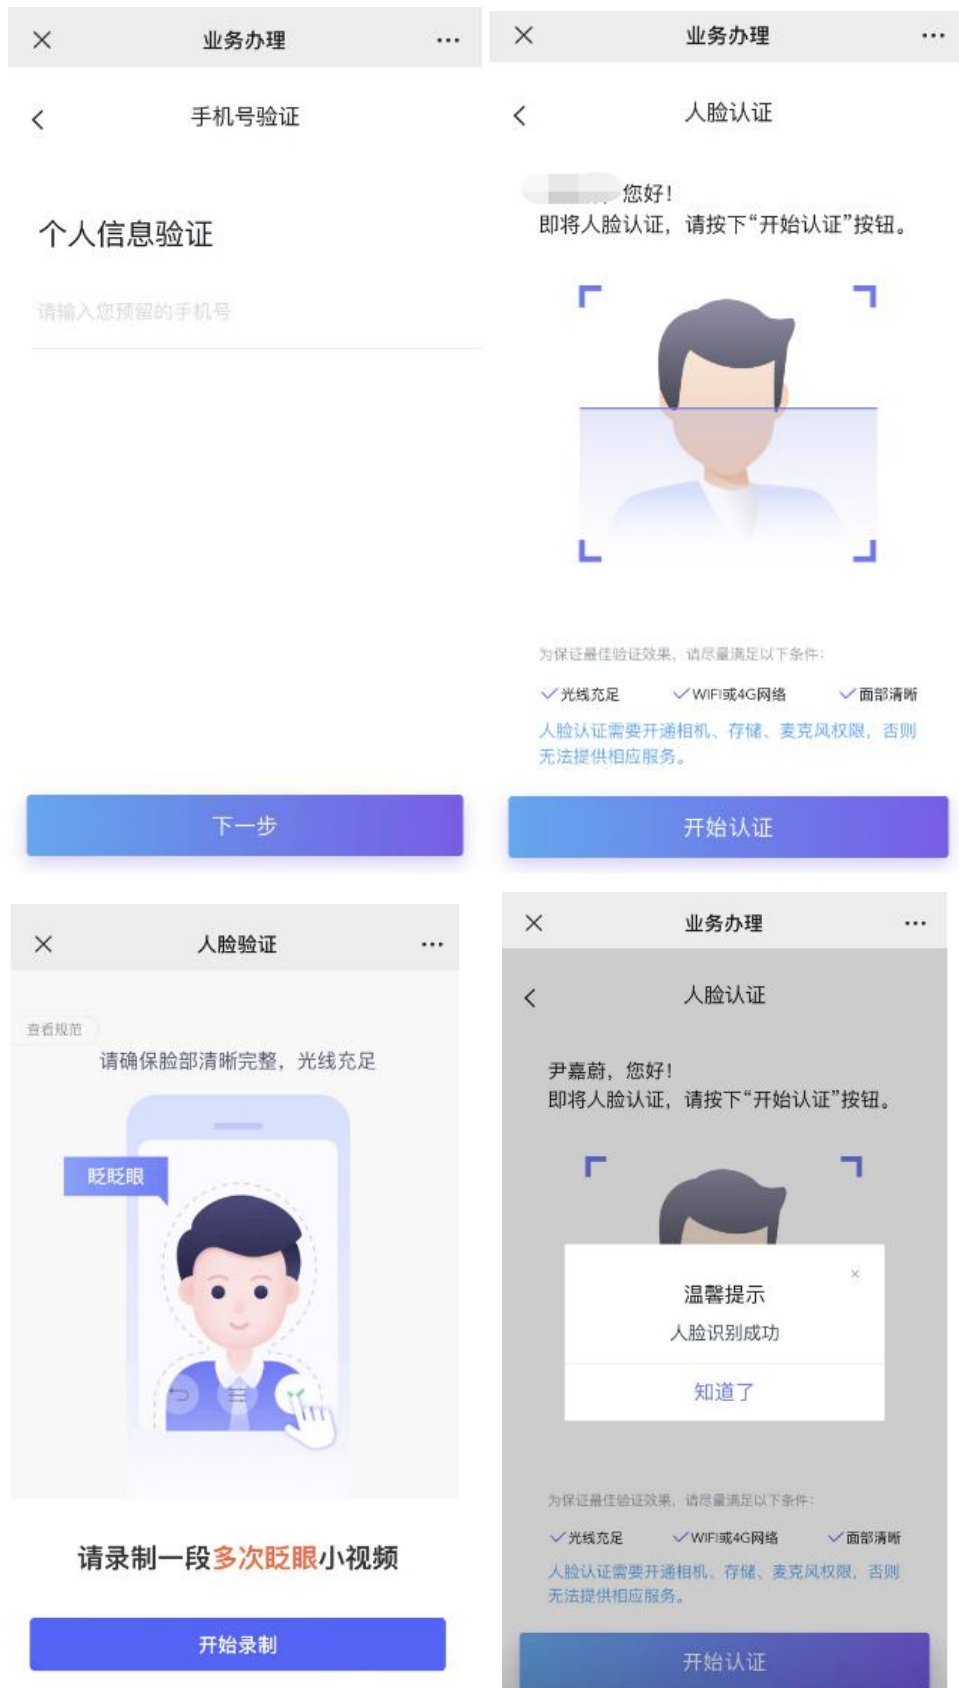 业务办理
手机号验证
个人信息验证
请输入您预留的手机号
下一步
业务办理
人脸认证
您好！
即将人脸认证，请按下“开始认证”按钮。
为保证最佳验证效果，请尽量满足以下条件：
光线充足 WIFI或4G网络 面部清晰
人脸认证需要开通相机、存储、麦克风权限，否则
无法提供相应服务。
开始认证
人脸验证
查看规范
请确保脸部清晰完整，光线充足
眨眨眼
请录制一段多次眨眼小视频
开始录制
业务办理
人脸认证
尹嘉蔚，您好！
即将人脸认证，请按下“开始认证”按钮。
温馨提示
人脸识别成功
知道了
为保证最佳验证效果，请尽量满足以下条件：
光线充足 WIFI或4G网络 面部清晰
人脸认证需要开通相机、存储、麦克风权限，否则
无法提供相应服务。
开始认证